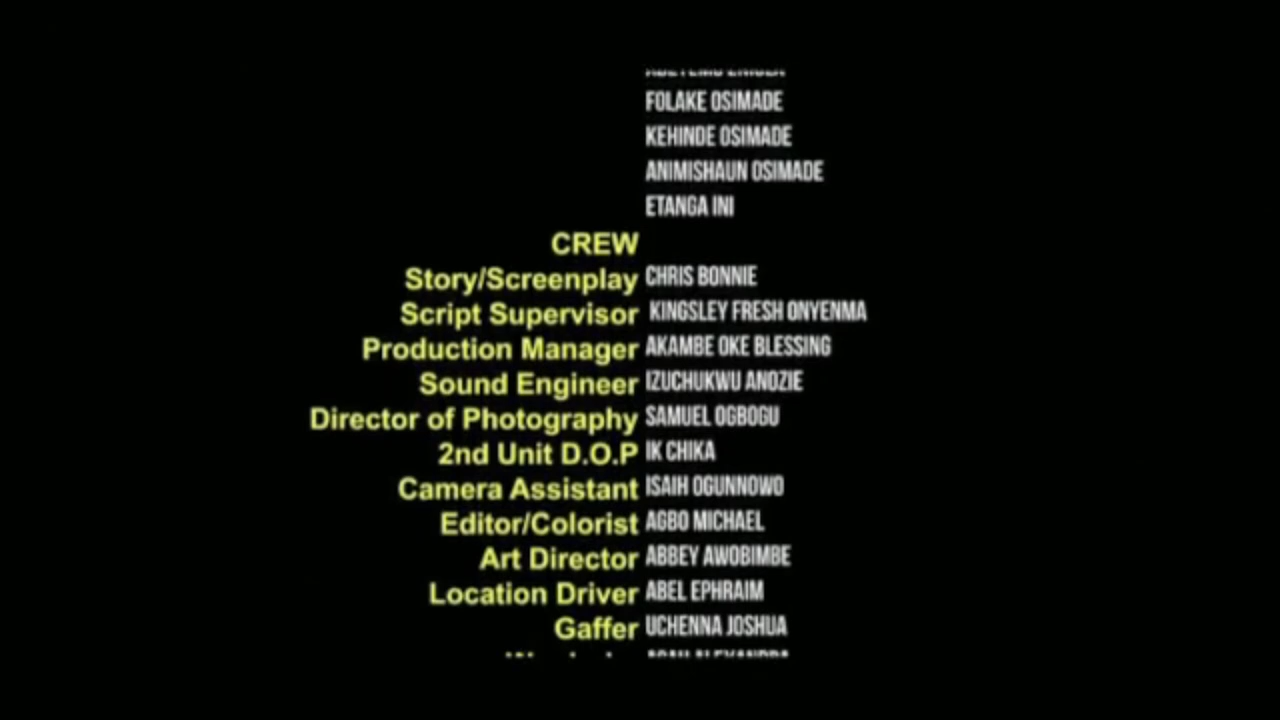 FOLAKE OSIMADE
KEHINDE OSIMADE
ANIMISHAUN OSIMADE
ETANGA INI
CREW
Story/Screenplay CHRIS BONNIE
Script Supervisor KINGSLEY FRESH ONYENMA
Production Manager AKAMBE OKE BLESSING
Sound Engineer IZUCHUKWU ANOZIE
Director of Photography SAMUEL OGBOGU
2nd Unit D.O.P IK CHIKA
Camera Assistant ISAIH OGUNNOWO
Editor/Colorist AGBO MICHAEL
Art Director ABBEY AWOBIMBE
Location Driver ABEL EPHRAIM
Gaffer UCHENNA JOSHUA